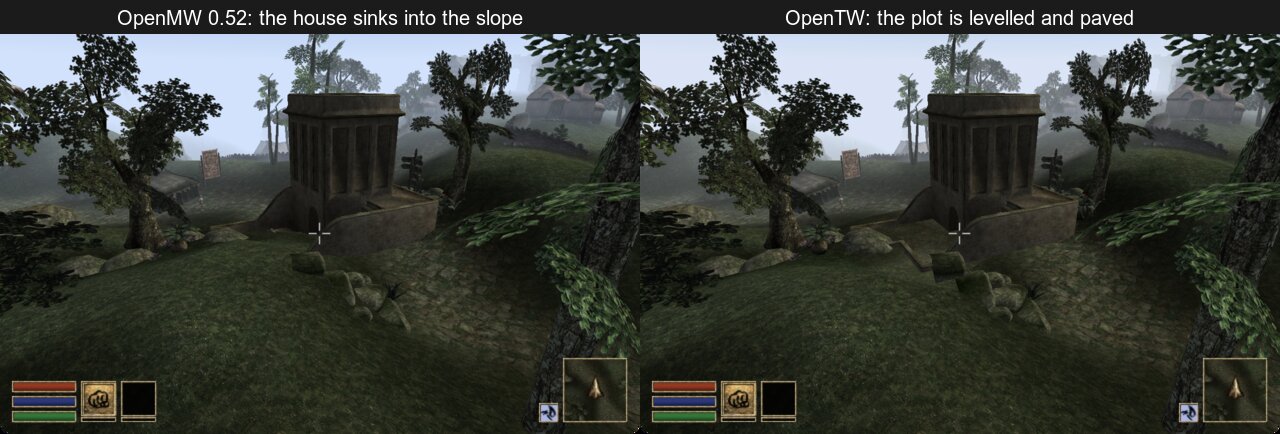 OpenMW 0.52: the house sinks into the slope
OpenTW: the plot is levelled and paved